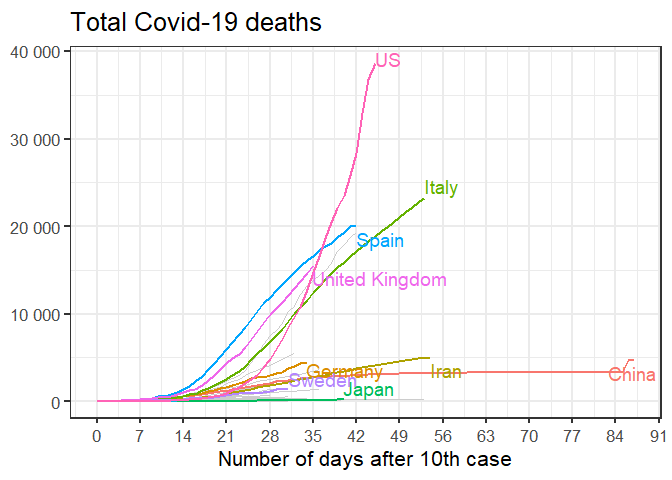 Total Covid-19 deaths
40 000
US
Italy
20 000
30 000
Spain
United Kingdom
10 000
Germany
Iran
China
Sweden
Japan
0
0 7 14 21 28 35 42 49 56 63 70 77 84 91
Number of days after 10th case